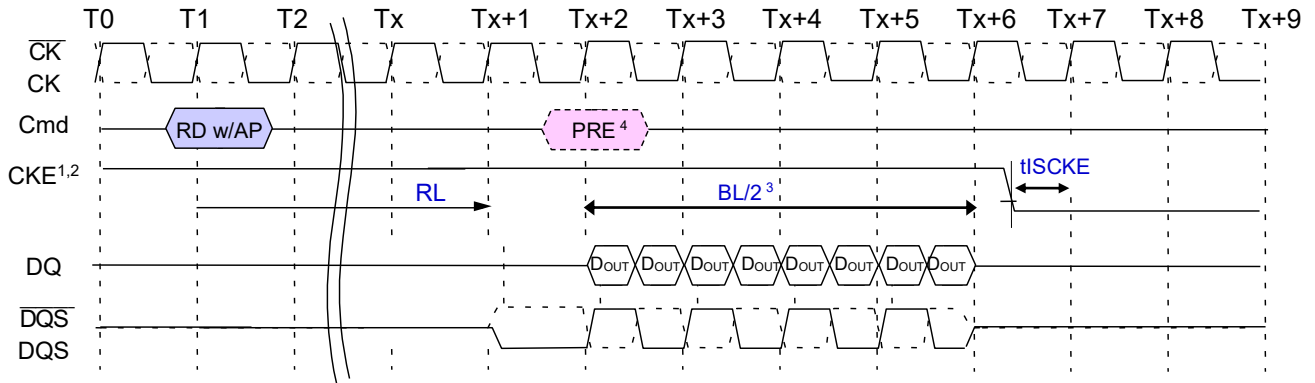 T0 T1 T2 Tx Tx+1 Tx+2 Tx+3 Tx+4 Tx+5 Tx+6 Tx+7 Tx+8 Tx+9
CK
CK
Cmd RD w/AP PRE 4
CKE1,2 tISCKE
RL BL/2 3
DQ DOUT DOUT DOUT DOUT DOUT DOUT DOUT DOUT
DQS
DQS